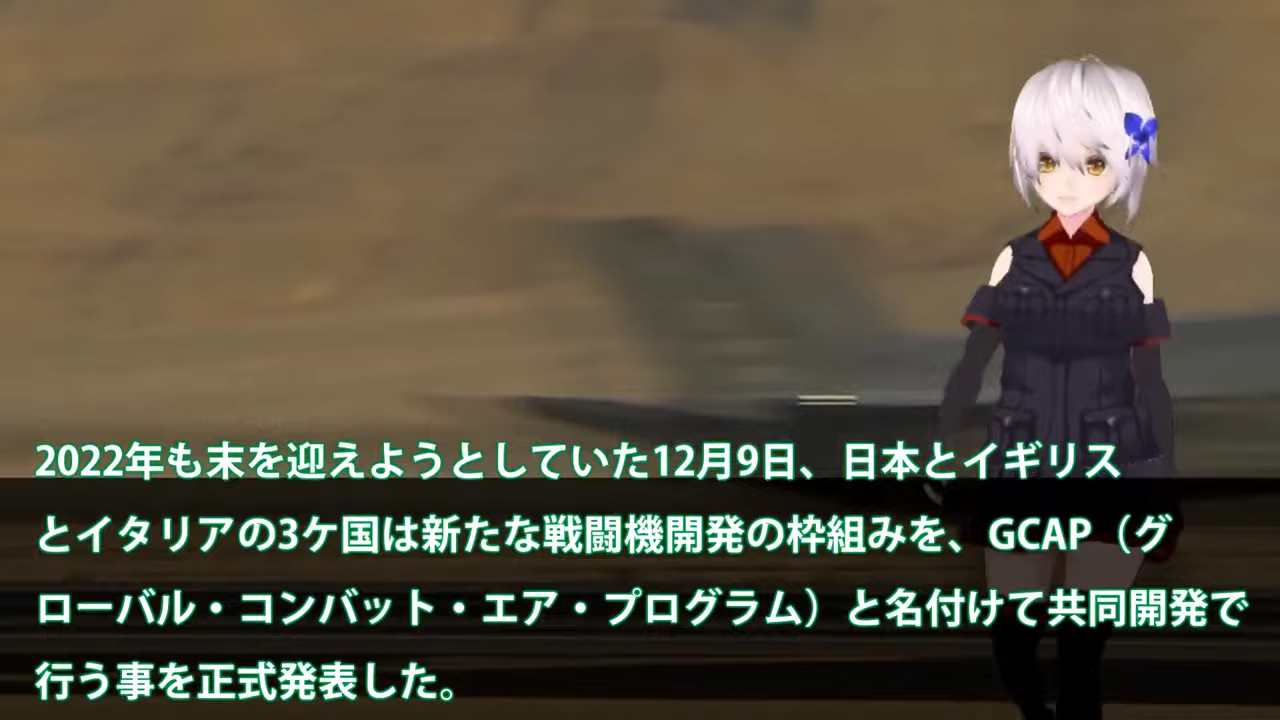 2022年も末を迎えようとしていた12月9日、日本とイギリス
とイタリアの3ケ国は新たな戦闘機開発の枠組みを、GCAP（グ
ローバル・コンバット・エア・プログラム）と名付けて共同開発で
行う事を正式発表した。